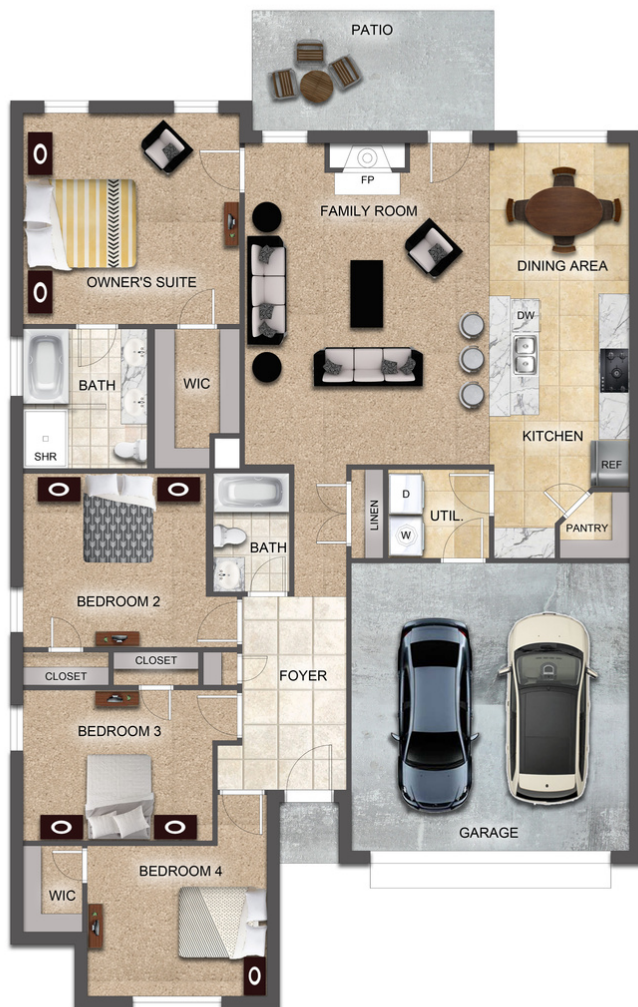 PATIO
FP
FAMILY ROOM
DINING AREA
OWNER'S SUITE
DW
BATH
WIC
SHR
KITCHEN
REF
D
LINEN
UTIL.
W
PANTRY
BATH
BEDROOM 2
CLOSET
CLOSET
FOYER
BEDROOM 3
GARAGE
BEDROOM 4
WIC